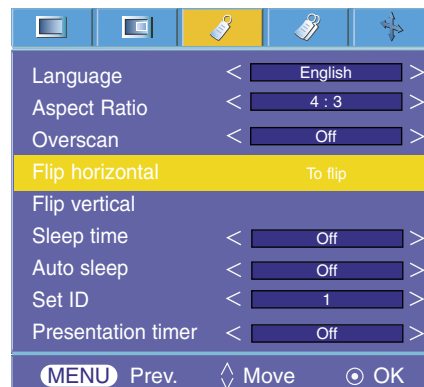 Language < English >
Aspect Ratio < 4 : 3 >
Overscan < Off >
Flip horizontal To flip
Flip vertical
Sleep time < Off >
Auto sleep < Off >
Set ID < 1 >
Presentation timer < Off >
MENU Prev. Move OK